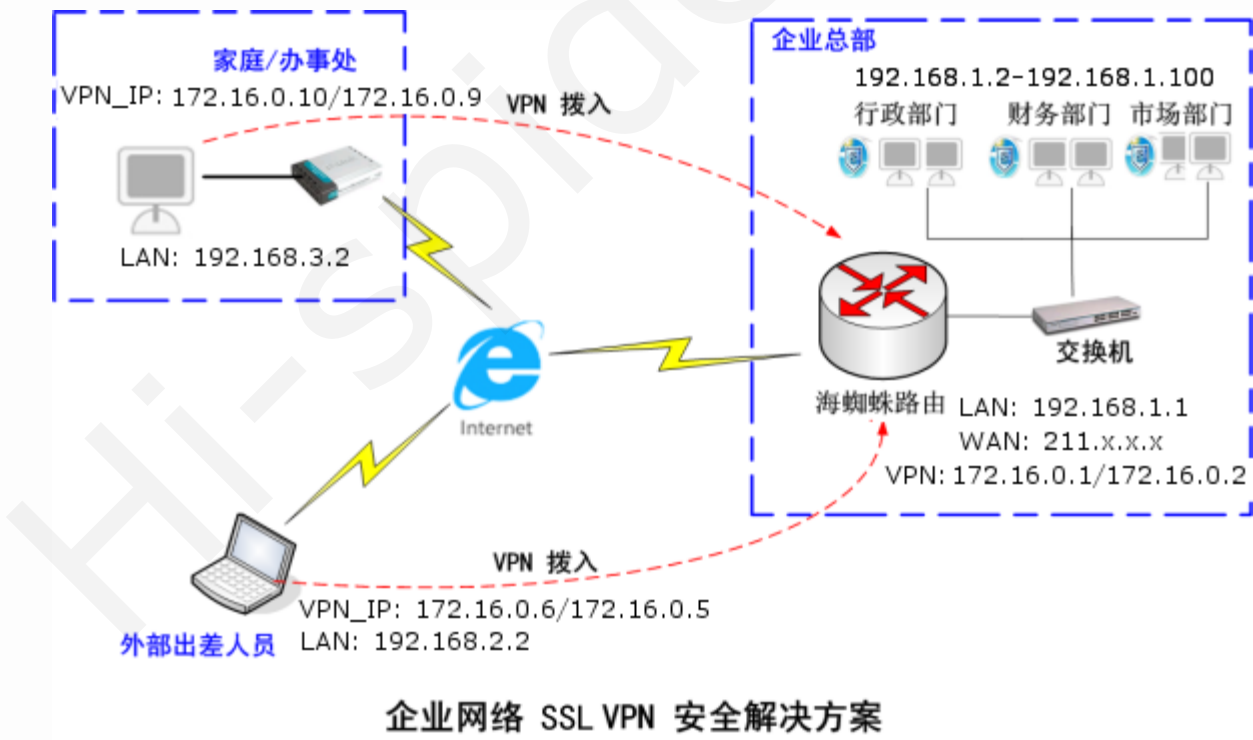 家庭/办事处
VPN_IP: 172.16.0.10/172.16.0.9
VPN 拨入
LAN: 192.168.3.2
企业总部
192.168.1.2-192.168.1.100
行政部门
财务部门
市场部门
交换机
海蜘蛛路由
LAN: 192.168.1.1
WAN: 211.x.x.x
VPN: 172.16.0.1/172.16.0.2
Internet
VPN 拨入
VPN_IP: 172.16.0.6/172.16.0.5
LAN: 192.168.2.2
外部出差人员
企业网络 SSL VPN 安全解决方案
Hi-spid